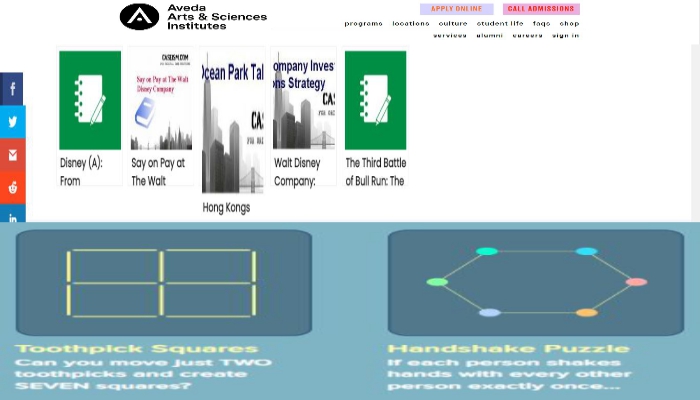 Aveda
Arts & Sciences
Institutes
APPLY ONLINE
CALL ADMISSIONS
programs locations culture student life faqs shop
services alumni careers sign in
CASEISM.COM
Say on Pay at The Walt
Disney Company
Ocean Park Tal
ompany Inves
ns Strategy
CA
CA
Disney (A):
From
Say on Pay at
The Walt
Hong Kongs
Walt Disney
Company:
The Third Battle
of Bull Run: The
Toothpick Squares
Can you move just TWO
toothpicks and create
SEVEN squares?
Handshake Puzzle
If each person shakes
hands with every other
person exactly once...